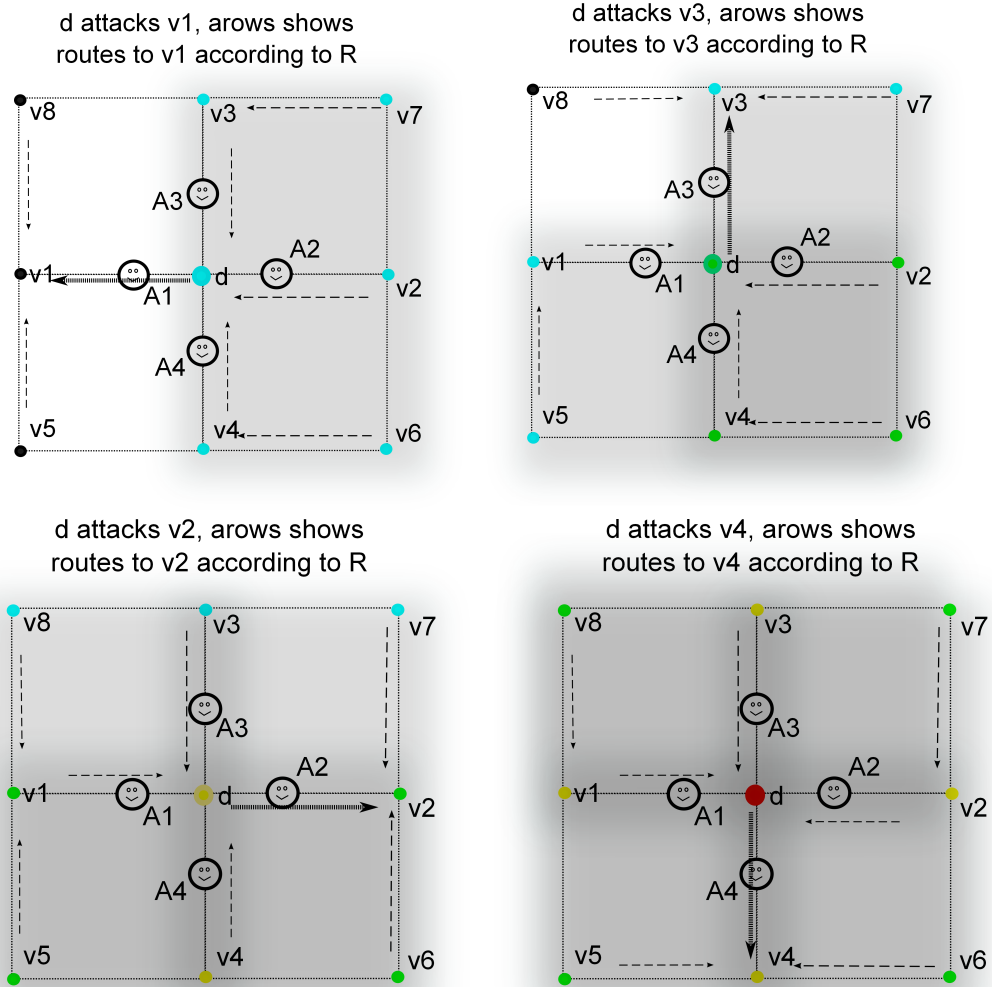 d attacks v1, arows shows
routes to v1 according to R
v8
v3
v7
A3
A2
v1
d
v2
A1
A4
v5
v4
v6
d attacks v3, arows shows
routes to v3 according to R
v8
v3
v7
A3
A2
v1
d
v2
A1
A4
v5
v4
v6
d attacks v2, arows shows
routes to v2 according to R
v8
v3
v7
A3
A2
v1
d
v2
A1
A4
v5
v4
v6
d attacks v4, arows shows
routes to v4 according to R
v8
v3
v7
A3
A2
v1
d
v2
A1
A4
v5
v4
v6